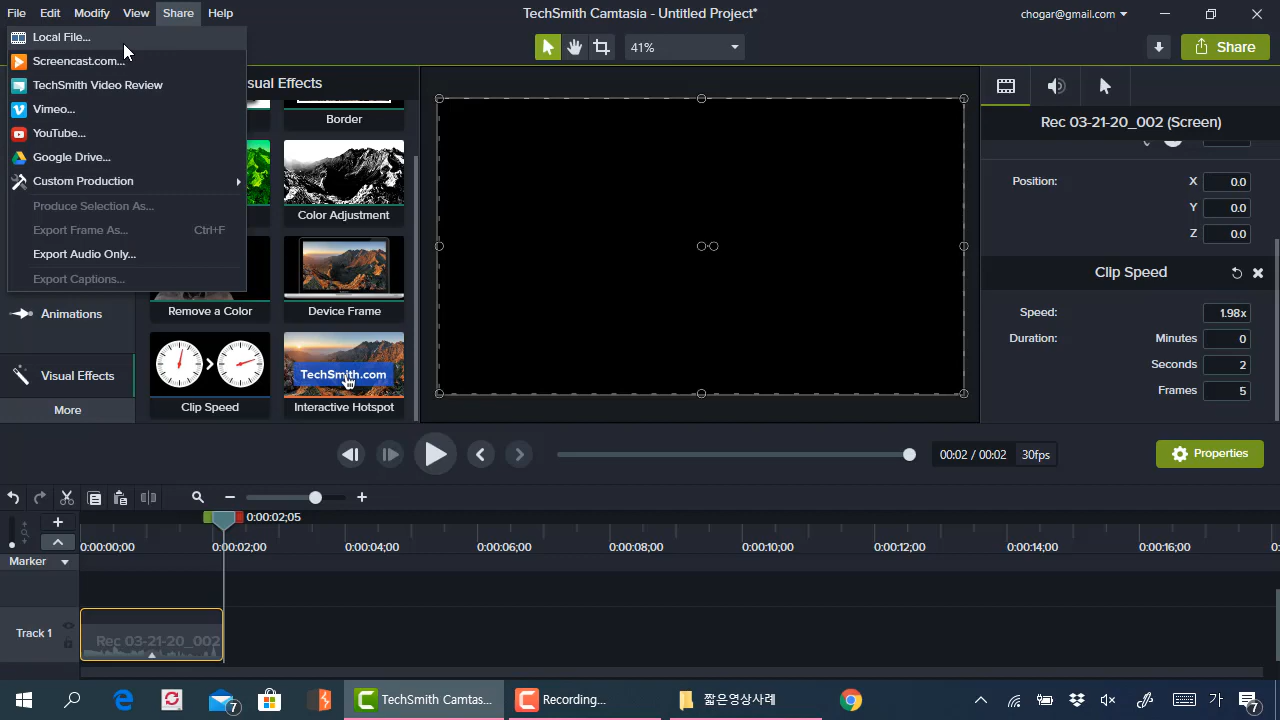 File Edit Modify View Share Help
TechSmith Camtasia - Untitled Project*
chogar@gmail.com
Local File...
Screencast.com...
TechSmith Video Review
Vimeo...
YouTube...
Google Drive...
Custom Production
Produce Selection As...
Export Frame As... Ctrl+F
Export Audio Only...
Export Captions...
Animations
Visual Effects
More
sual Effects
Border
Color Adjustment
Remove a Color
Device Frame
TechSmith.com
Clip Speed
Interactive Hotspot
41%
Share
Rec 03-21-20_002 (Screen)
Position: X 0.0
Y 0.0
Z 0.0
Clip Speed
Speed: 1.98x
Duration: Minutes 0
Seconds 2
Frames 5
00:02 / 00:02 30fps
Properties
0:00:02;05
0:00:00;00 0:00:02;00 0:00:04;00 0:00:06;00 0:00:08;00 0:00:10;00 0:00:12;00 0:00:14;00 0:00:16;00 0:
Marker
Track 1
Rec 03-21-20_002
7
TechSmith Camtas...
Recording...
짧은영상사례
가
7